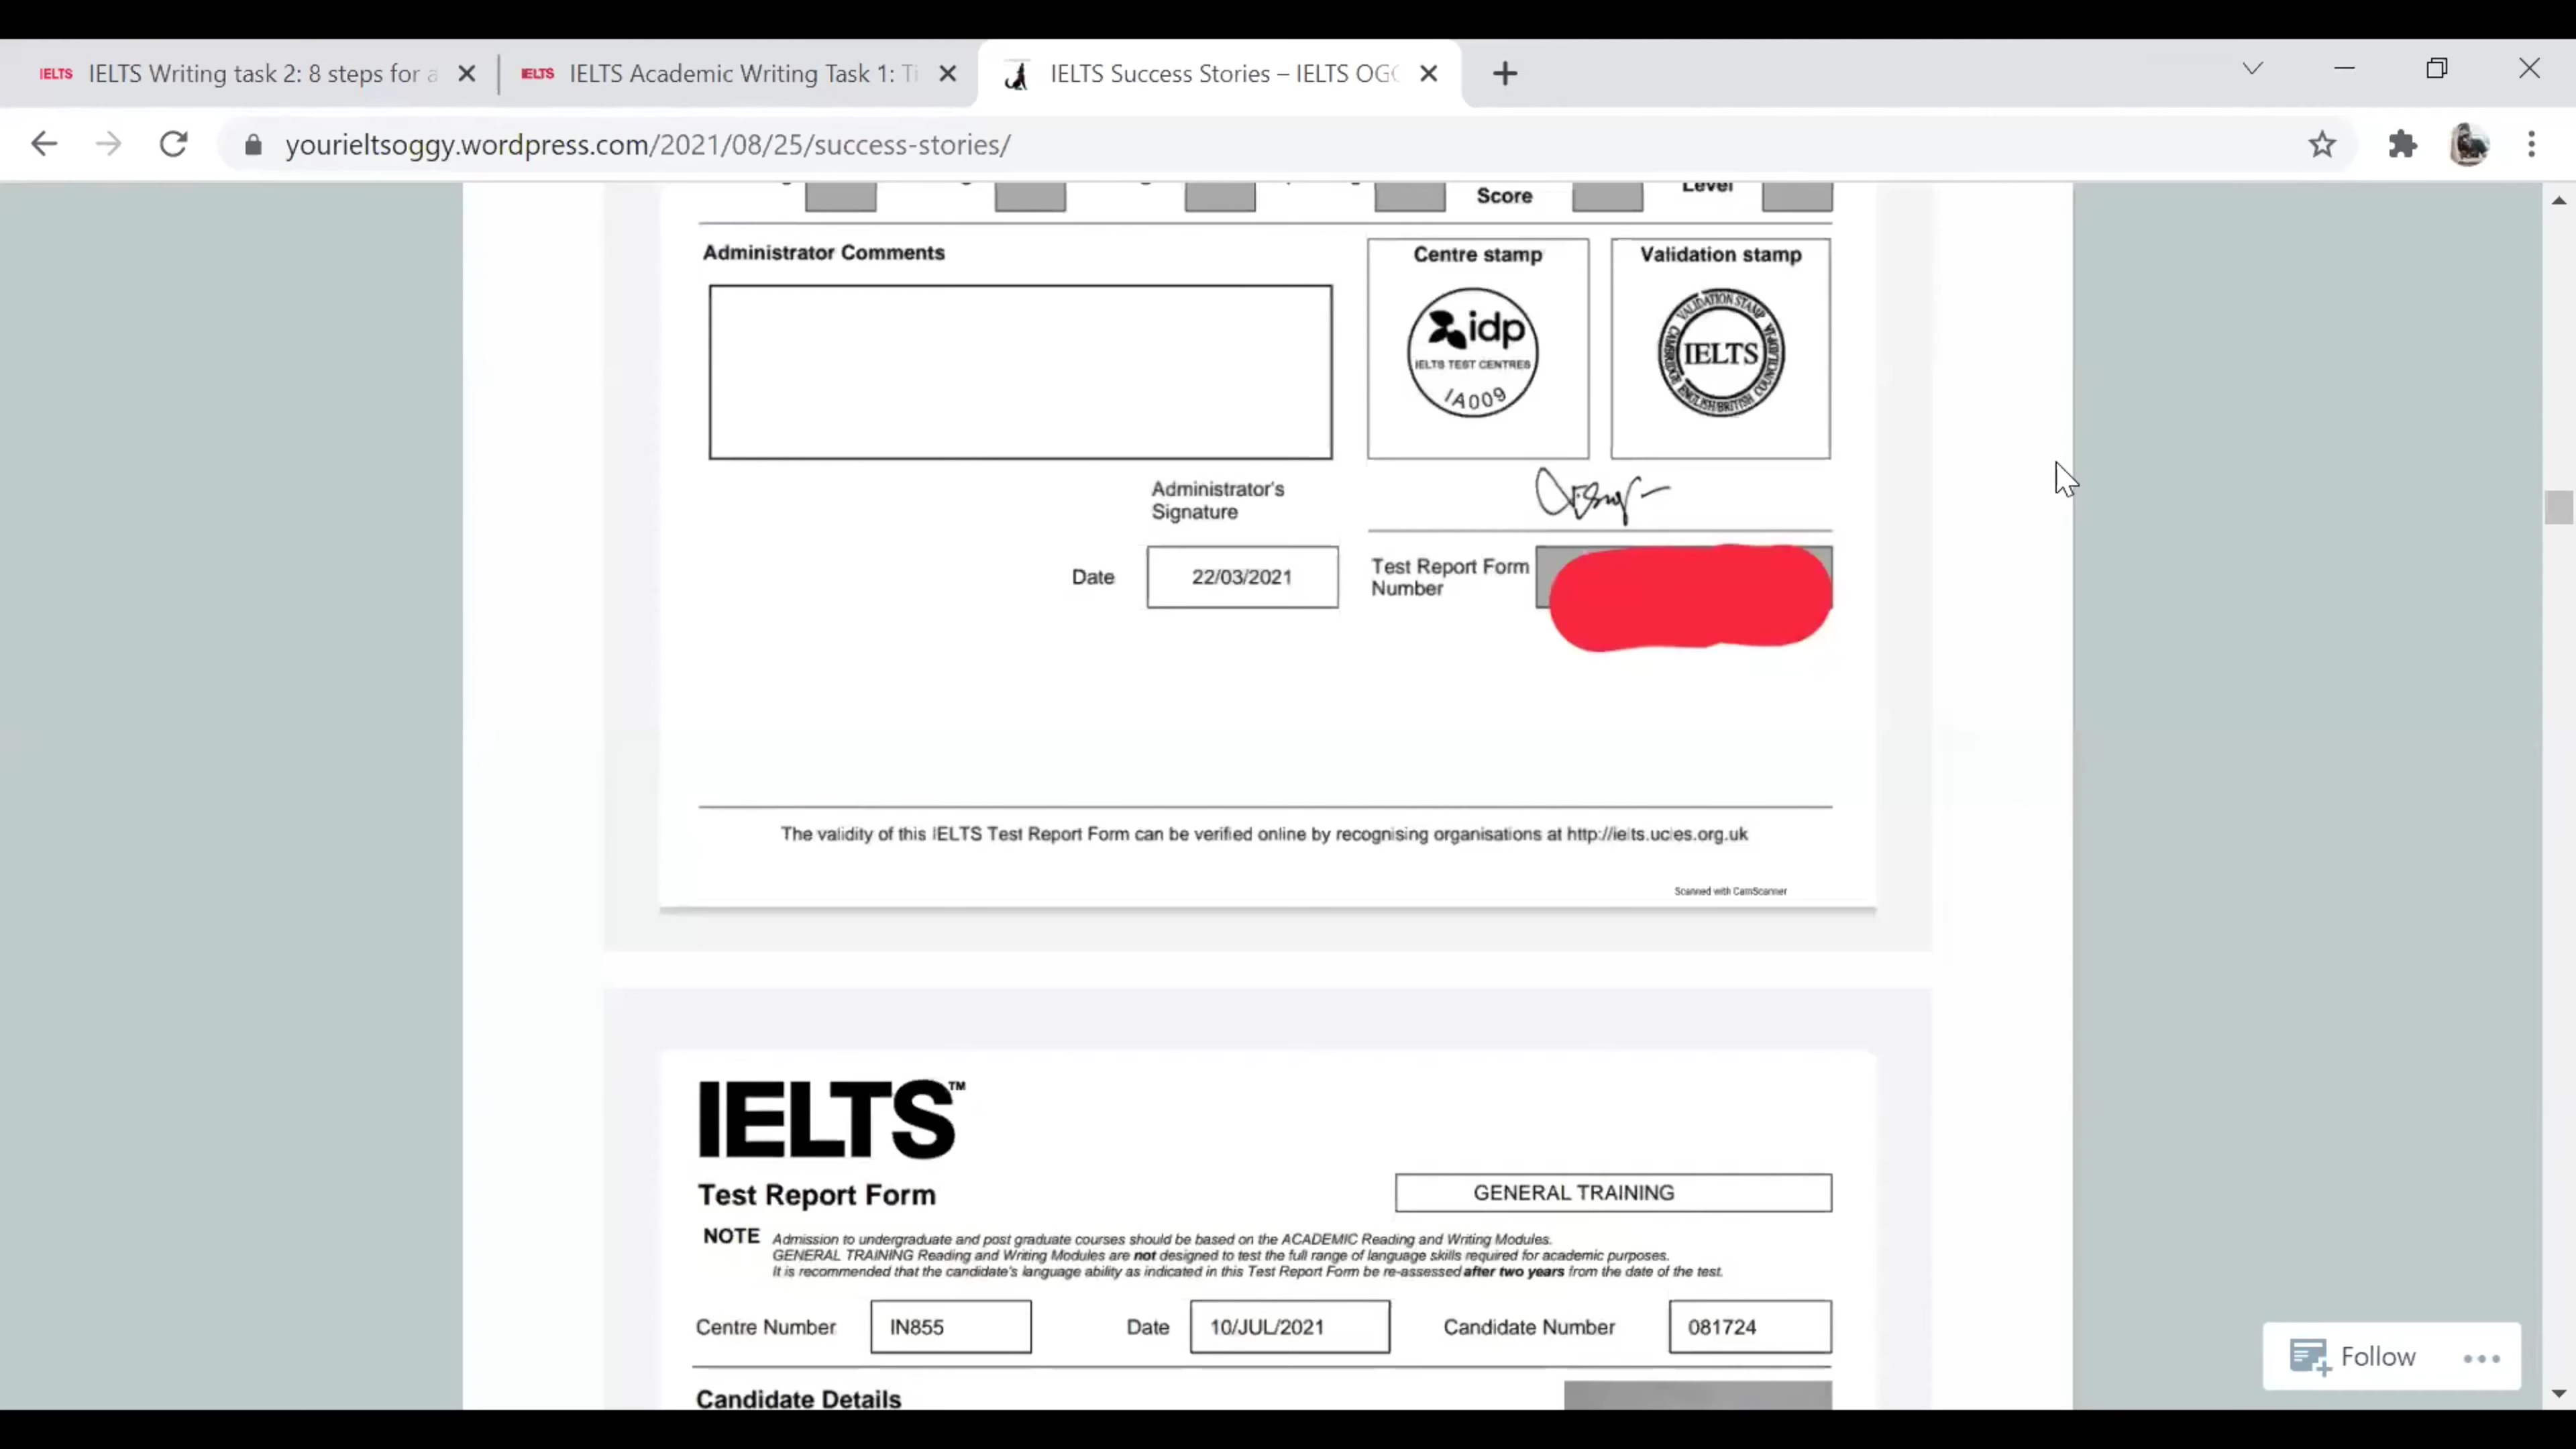 IELTS IELTS Writing task 2: 8 steps for a
IELTS IELTS Academic Writing Task 1: Ti
IELTS Success Stories – IELTS OGG
yourieltsoggy.wordpress.com/2021/08/25/success-stories/
Score
Level
Administrator Comments
Centre stamp
Validation stamp
idp
IELTS TEST CENTRES
IA009
VALIDATION STAMP
IELTS
Administrator's
Signature
Date
22/03/2021
Test Report Form
Number
The validity of this IELTS Test Report Form can be verified online by recognising organisations at http://ielts.ucles.org.uk
Scanned with CamScanner
IELTS™
Test Report Form
GENERAL TRAINING
NOTE Admission to undergraduate and post graduate courses should be based on the ACADEMIC Reading and Writing Modules.
GENERAL TRAINING Reading and Writing Modules are not designed to test the full range of language skills required for academic purposes.
It is recommended that the candidate's language ability as indicated in this Test Report Form be re-assessed after two years from the date of the test.
Centre Number IN855 Date 10/JUL/2021 Candidate Number 081724
Candidate Details
Follow